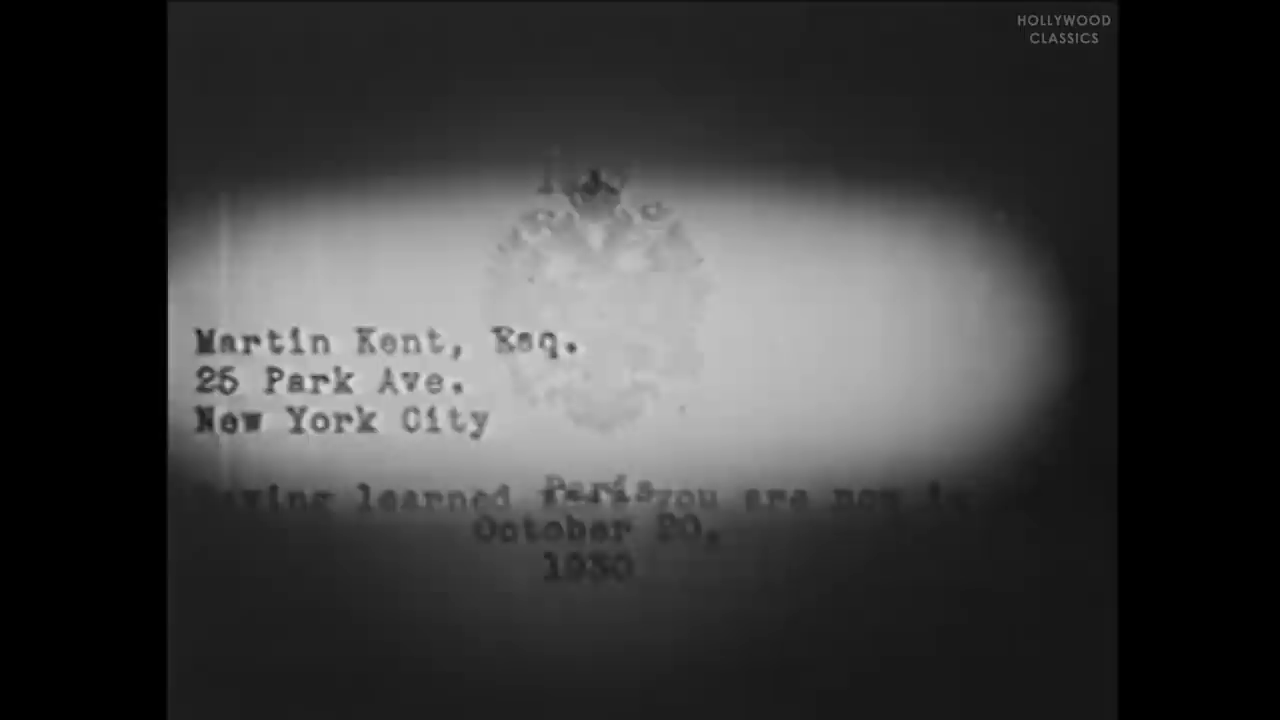 HOLLYWOOD
CLASSICS
Martin Kent, Esq.
25 Park Ave.
New York City
learned you are now
Paris
October 20,
1930